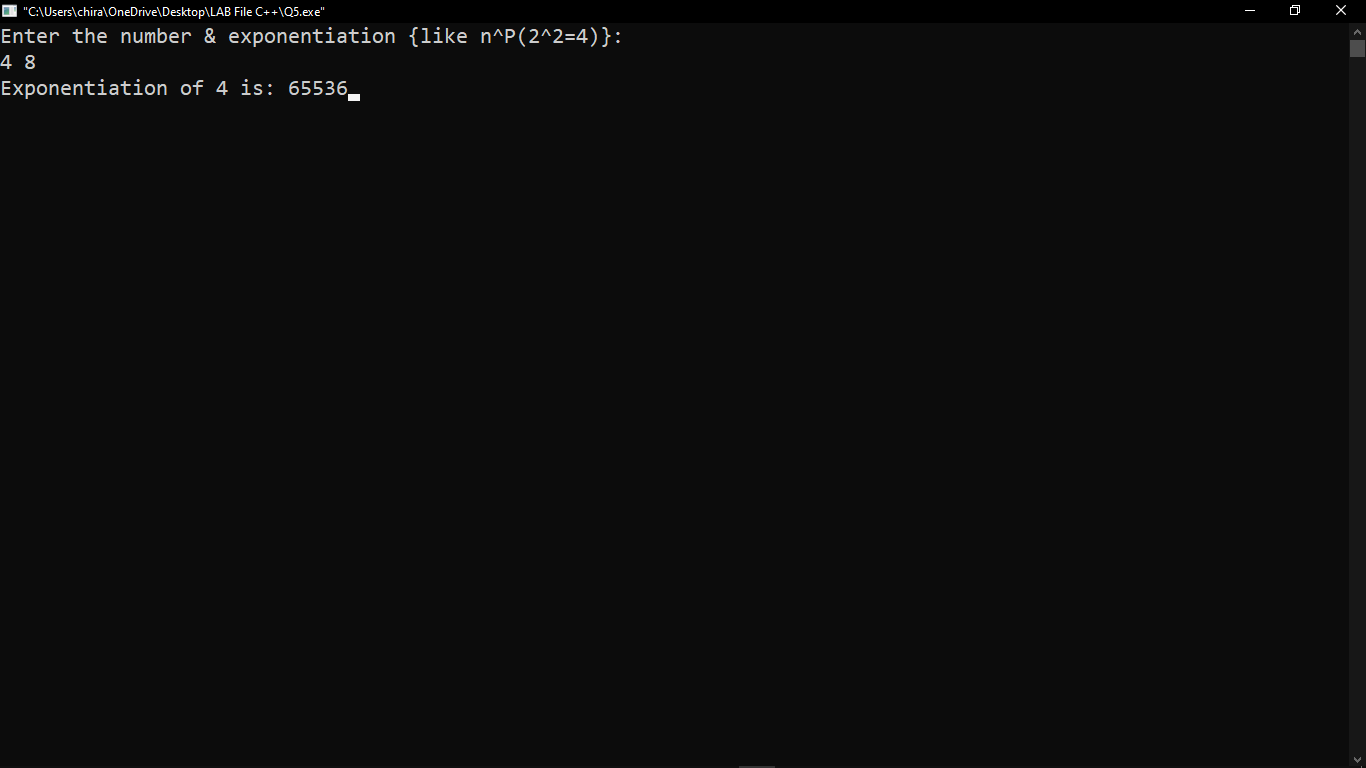 "C:\Users\chira\OneDrive\Desktop\LAB File C++\Q5.exe"
Enter the number & exponentiation {like n^P(2^2=4)}:
4 8
Exponentiation of 4 is: 65536